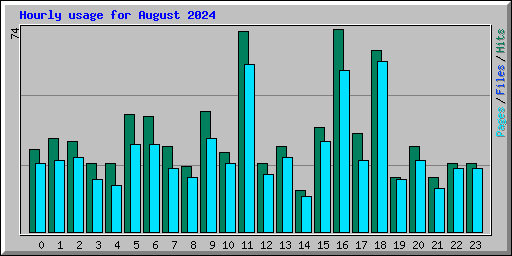 Hourly usage for August 2024
74
0 1 2 3 4 5 6 7 8 9 10 11 12 13 14 15 16 17 18 19 20 21 22 23
Pages / Files / Hits